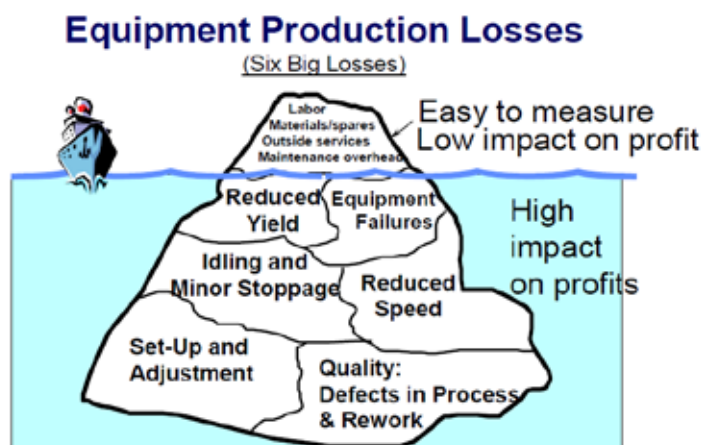 Equipment Production Losses
(Six Big Losses)
Labor
Materials/spares
Outside services
Maintenance overhead
Easy to measure
Low impact on profit
Reduced
Yield
Equipment
Failures
High
impact
on profits
Idling and
Minor Stoppage
Reduced
Speed
Set-Up and
Adjustment
Quality:
Defects in Process
& Rework